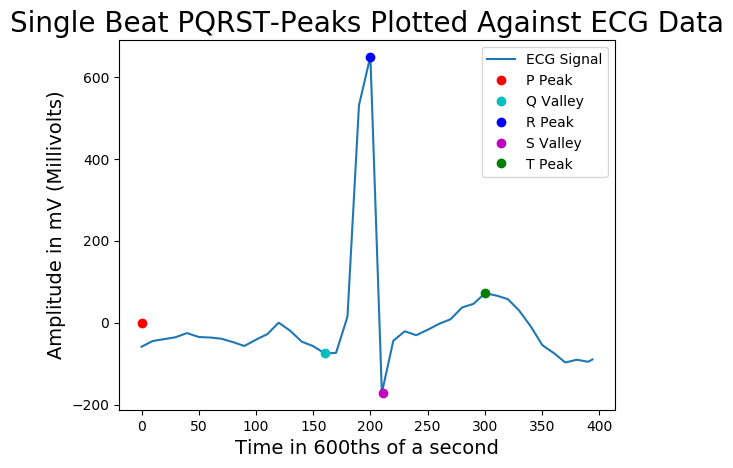 Single Beat PQRST-Peaks Plotted Against ECG Data
Amplitude in mV (Millivolts)
600
400
200
0
−200
ECG Signal
P Peak
Q Valley
R Peak
S Valley
T Peak
0 50 100 150 200 250 300 350 400
Time in 600ths of a second